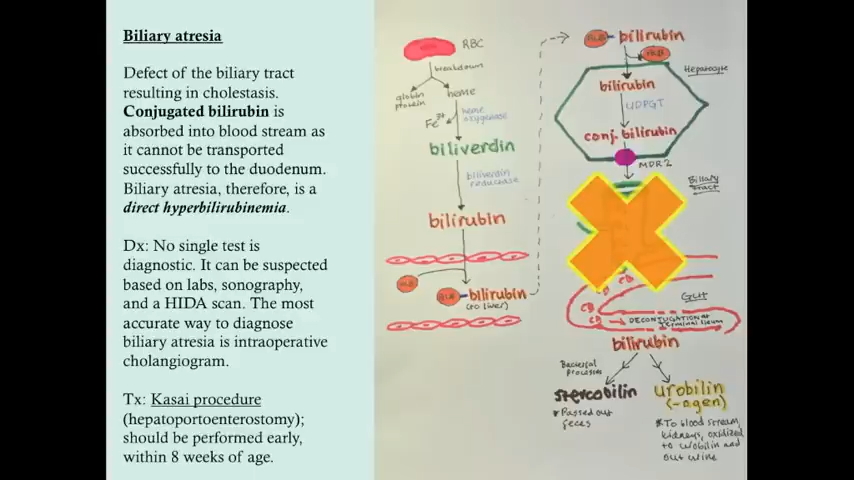 Biliary atresia
Defect of the biliary tract
resulting in cholestasis.
Conjugated bilirubin is
absorbed into blood stream as
it cannot be transported
successfully to the duodenum.
Biliary atresia, therefore, is a
direct hyperbilirubinemia.
Dx: No single test is
diagnostic. It can be suspected
based on labs, sonography,
and a HIDA scan. The most
accurate way to diagnose
biliary atresia is intraoperative
cholangiogram.
Tx: Kasai procedure
(hepatoportoenterostomy);
should be performed early,
within 8 weeks of age.
RBC
breakdown
globin
protein
heme
Fe
heme
oxygenase
biliverdin
biliverdin
reductase
bilirubin
ALB
ALB
bilirubin
(to liver)
ALB
bilirubin
ALB
Hepatocyte
bilirubin
UDPGT
conj. bilirubin
MDR2
Biliary
Tract
Gut
CB
CB
CB
DECONJUGATION at
terminal ileum
bilirubin
Bacterial
processes
stercobilin
* Passed out
feces
urobilin
(-ogen)
* To blood stream,
kidneys, oxidized
to urobilin and
out urine